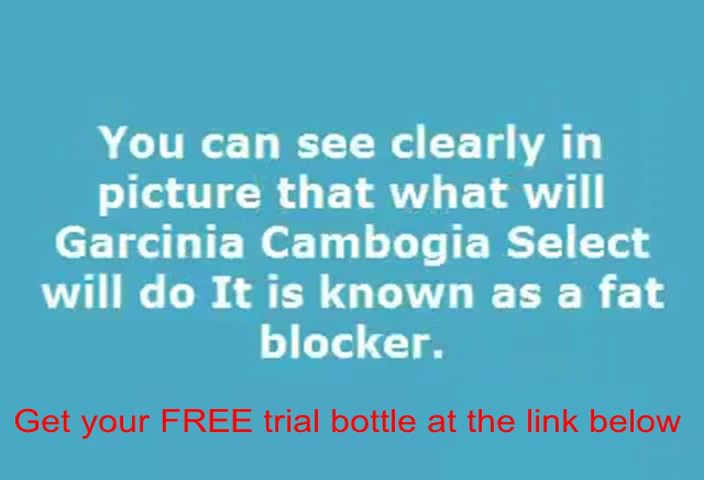 You can see clearly in
picture that what will
Garcinia Cambogia Select
will do It is known as a fat
blocker.
Get your FREE trial bottle at the link below